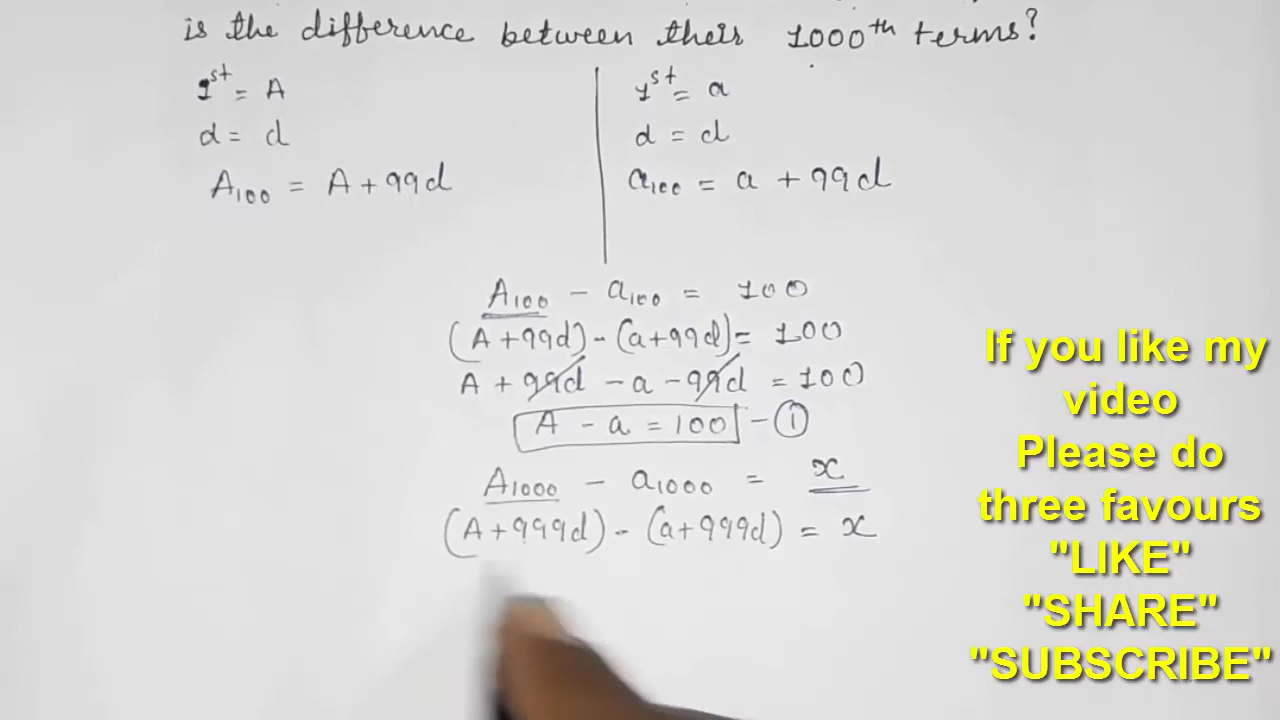 is the difference between their 1000th terms?
1st = A
d = d
A100 = A + 99d
1st = a
d = d
a100 = a + 99d
A100 - a100 = 100
(A + 99d) - (a + 99d) = 100
A + 99d - a - 99d = 100
A - a = 100 - ①
A1000 - a1000 = x
(A + 999d) - (a + 999d) = x
If you like my
video
Please do
three favours
"LIKE"
"SHARE"
"SUBSCRIBE"